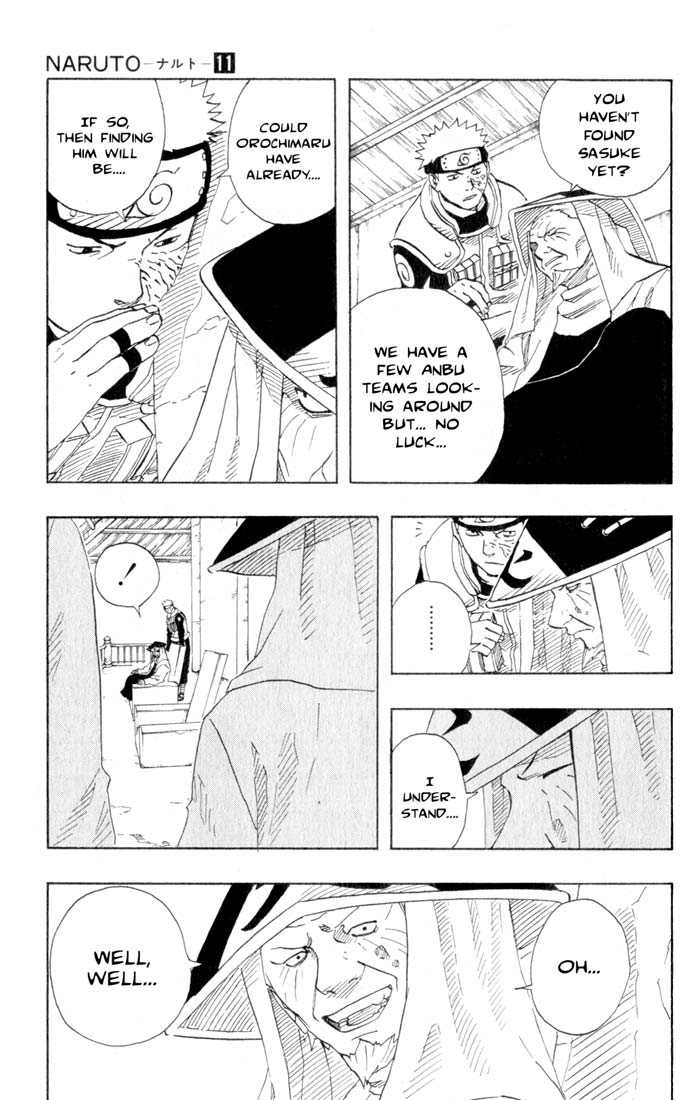 NARUTO —ナルト— 11
YOU
HAVEN'T
FOUND
SASUKE
YET?
WE HAVE A
FEW ANBU
TEAMS LOOK-
ING AROUND
BUT... NO
LUCK...
COULD
OROCHIMARU
HAVE
ALREADY....
IF SO,
THEN FINDING
HIM WILL
BE....
.........
I
UNDER-
STAND....
!
OH...
WELL,
WELL...